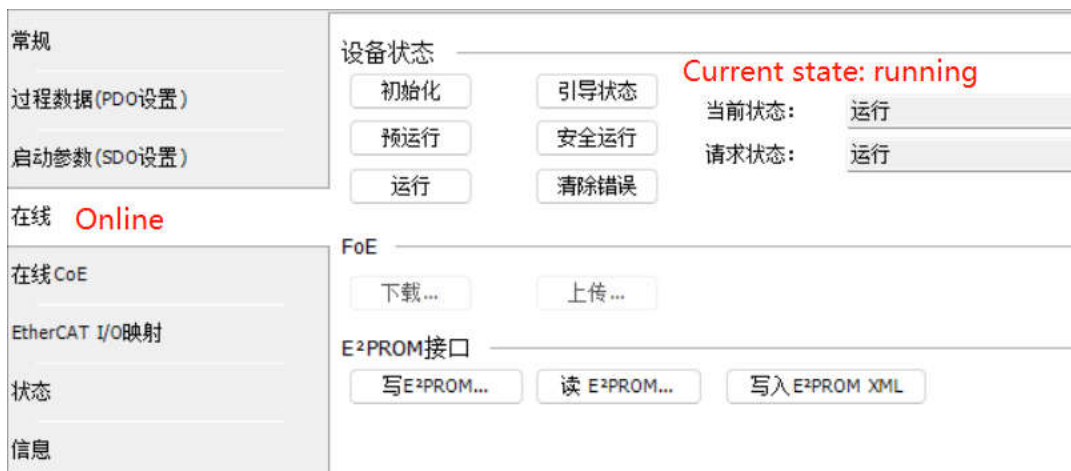 常规
过程数据(PDO设置)
启动参数(SDO设置)
在线 Online
在线CoE
EtherCAT I/O映射
状态
信息
设备状态
初始化 引导状态
预运行 安全运行
运行 清除错误
Current state: running
当前状态: 运行
请求状态: 运行
FoE
下载... 上传...
E²PROM接口
写E²PROM... 读 E²PROM... 写入E²PROM XML